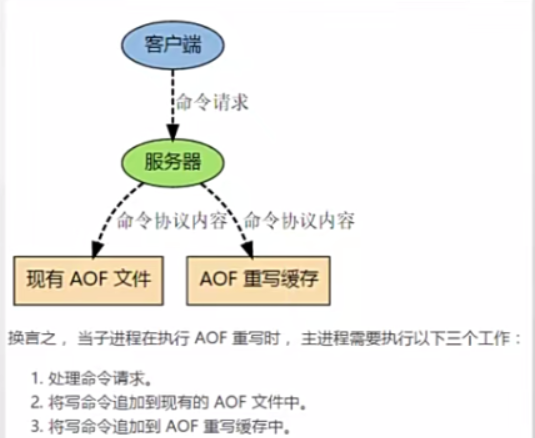 客户端
命令请求
服务器
命令协议内容 命令协议内容
现有 AOF 文件 AOF 重写缓存
换言之，当子进程在执行 AOF 重写时，主进程需要执行以下三个工作：
1. 处理命令请求。
2. 将写命令追加到现有的 AOF 文件中。
3. 将写命令追加到 AOF 重写缓存中。